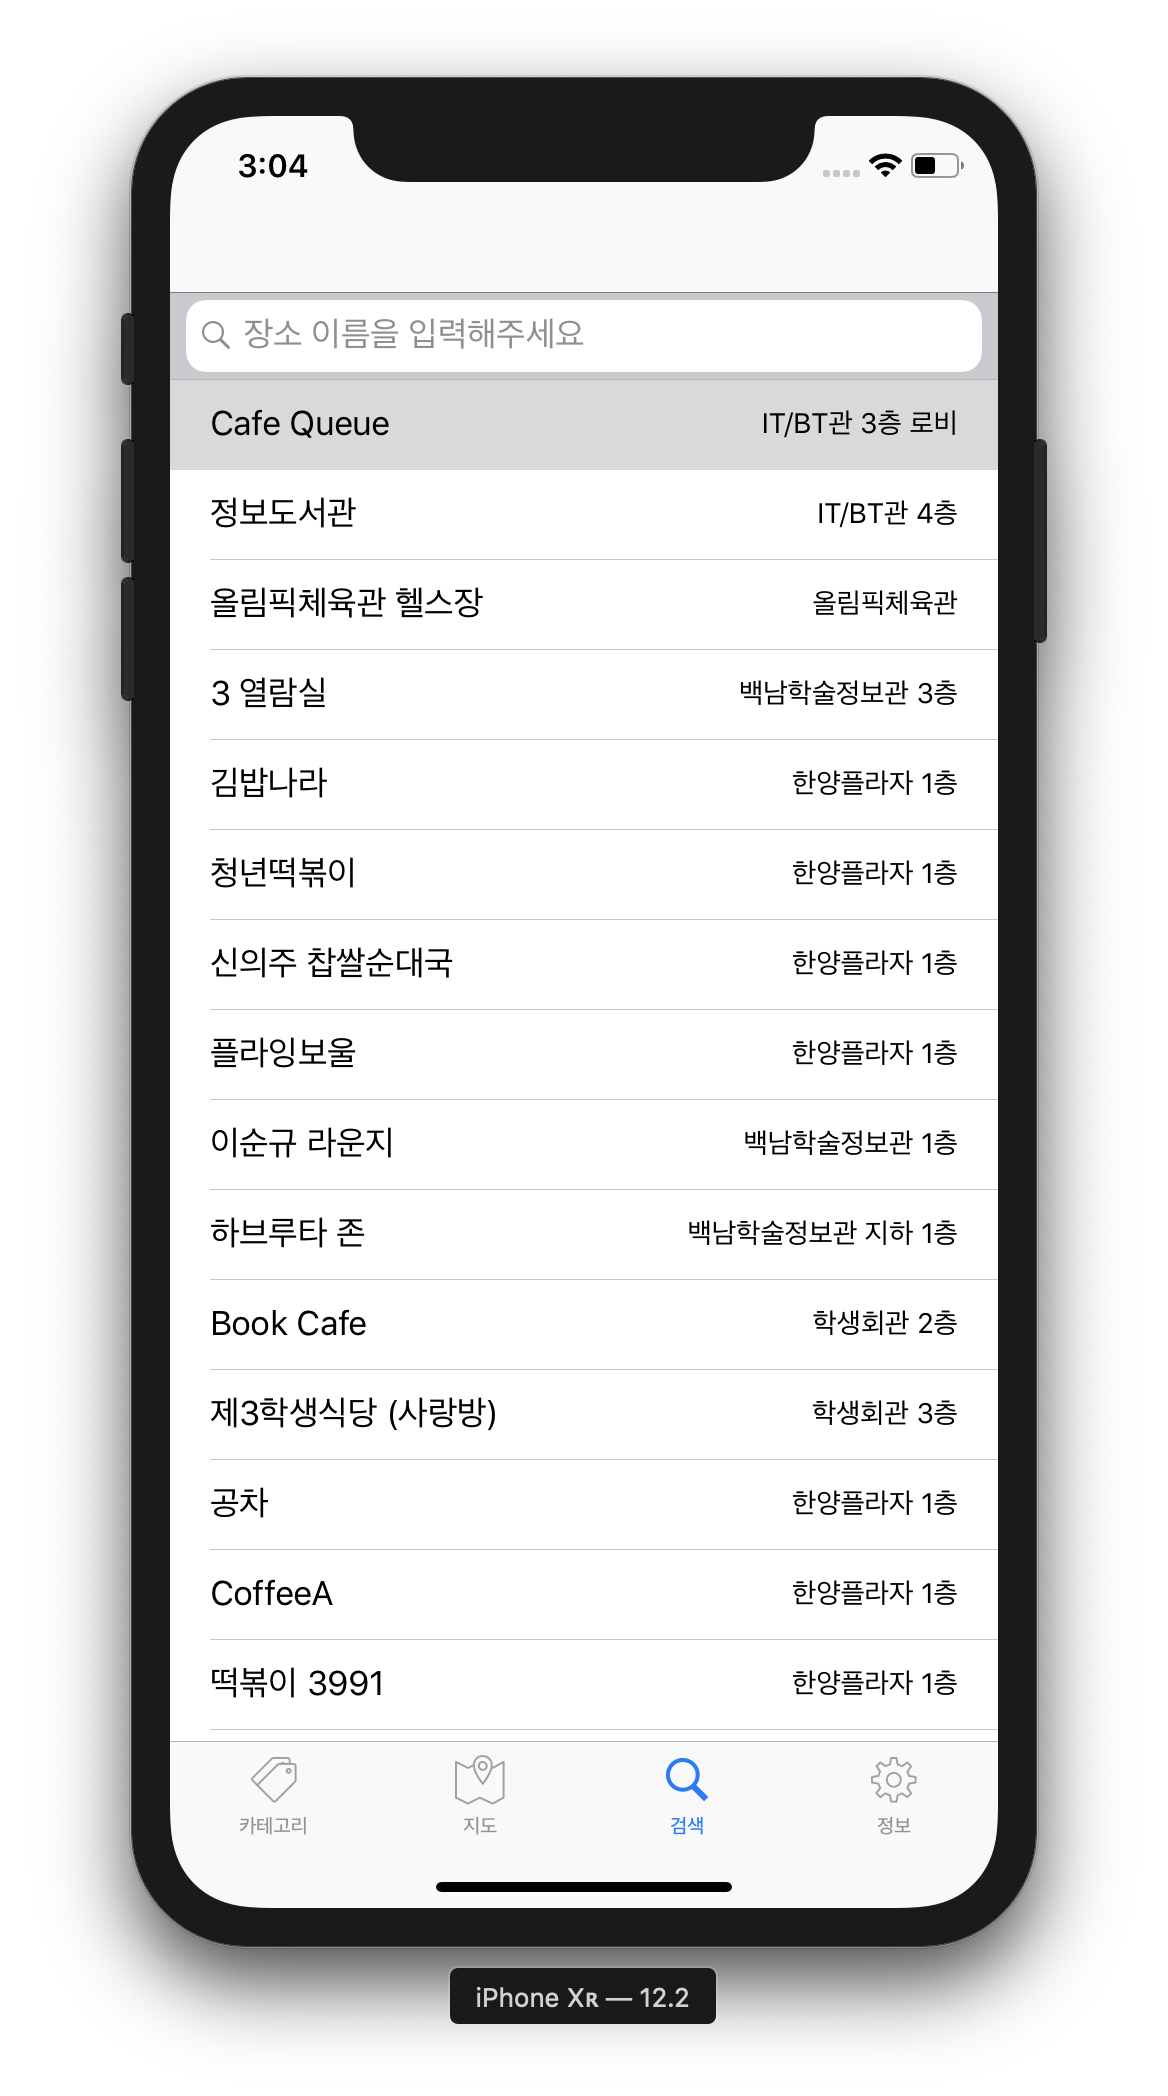 3:04
장소 이름을 입력해주세요
Cafe Queue IT/BT관 3층 로비
정보도서관 IT/BT관 4층
올림픽체육관 헬스장 올림픽체육관
3 열람실 백남학술정보관 3층
김밥나라 한양플라자 1층
청년떡볶이 한양플라자 1층
신의주 찹쌀순대국 한양플라자 1층
플라잉보울 한양플라자 1층
이순규 라운지 백남학술정보관 1층
하브루타 존 백남학술정보관 지하 1층
Book Cafe 학생회관 2층
제3학생식당 (사랑방) 학생회관 3층
공차 한양플라자 1층
CoffeeA 한양플라자 1층
떡볶이 3991 한양플라자 1층
카테고리 지도 검색 정보
iPhone Xʀ — 12.2